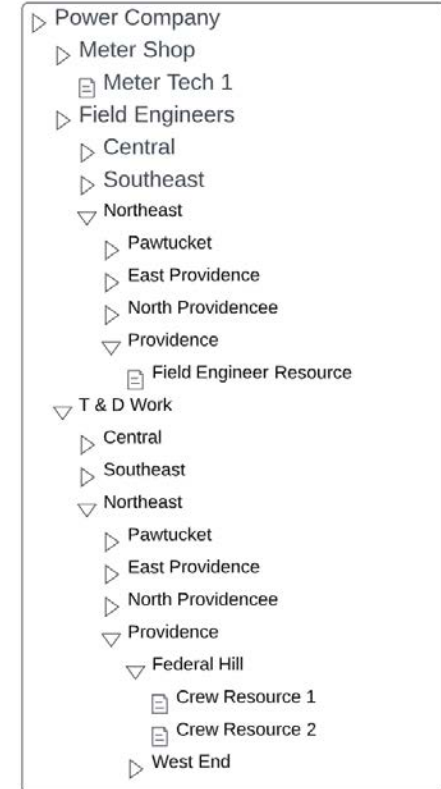 Power Company
Meter Shop
Meter Tech 1
Field Engineers
Central
Southeast
Northeast
Pawtucket
East Providence
North Providencee
Providence
Field Engineer Resource
T & D Work
Central
Southeast
Northeast
Pawtucket
East Providence
North Providencee
Providence
Federal Hill
Crew Resource 1
Crew Resource 2
West End